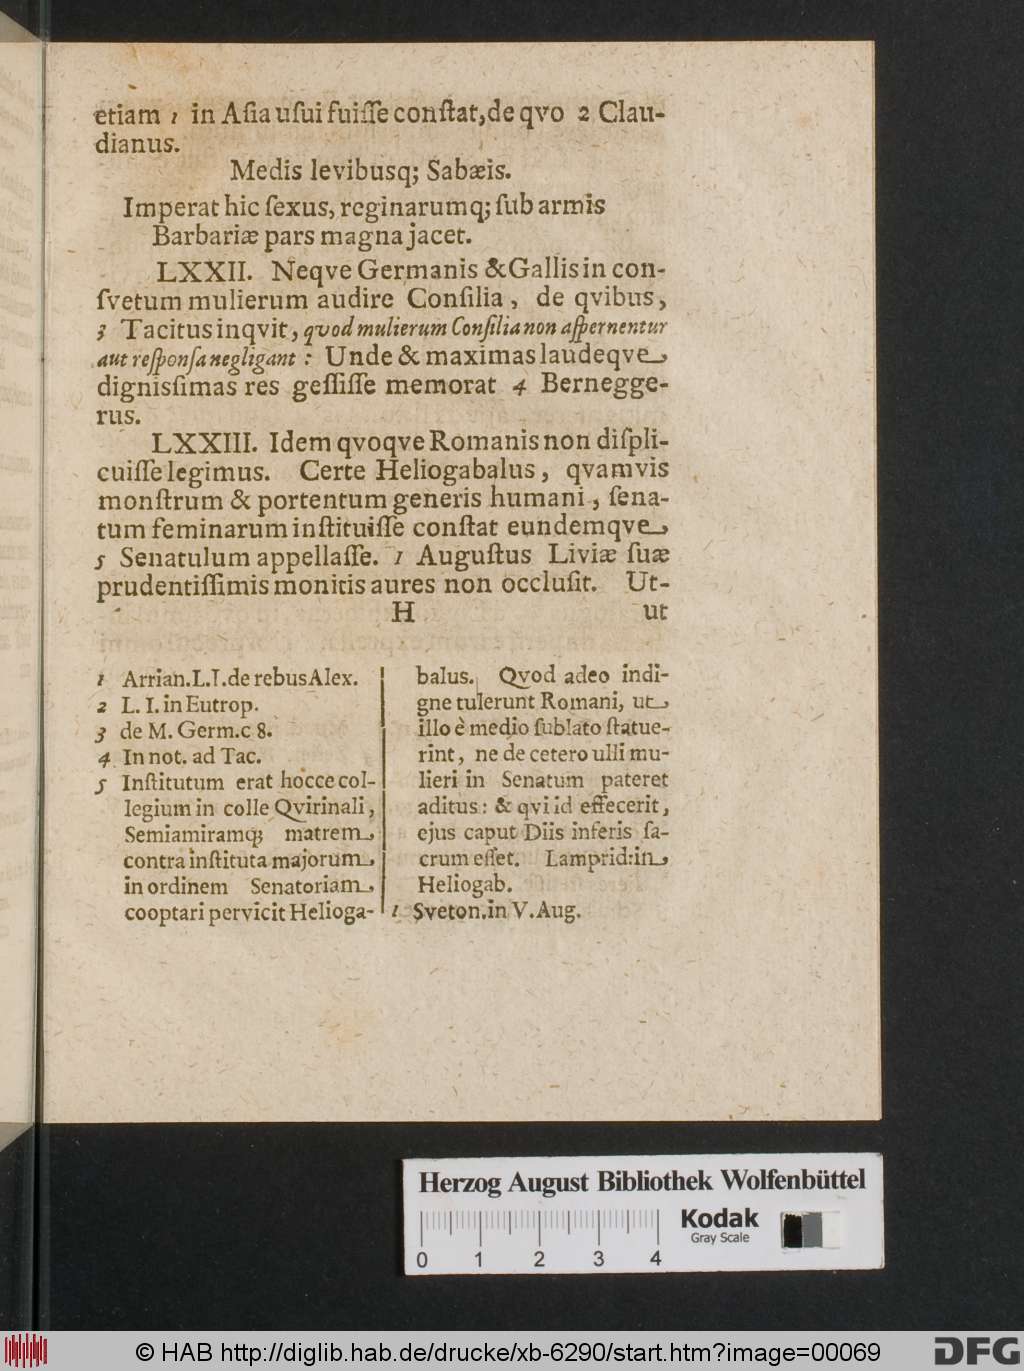 etiam 1 in Aſia uſui fuiſſe conſtat, de qvo 2 Clau-
dianus.
Medis levibusq; Sabæis.
Imperat hic ſexus, reginarumq; ſub armis
Barbariæ pars magna jacet.
LXXII. Neqve Germanis & Gallis in con-
ſvetum mulierum audire Conſilia, de qvibus,
3 Tacitus inqvit, qvod mulierum Conſilia non aſpernentur
aut reſponſa negligant: Unde & maximas laudeqve
dignisſimas res geſſiſſe memorat 4 Bernegge-
rus.
LXXIII. Idem qvoqve Romanis non diſpli-
cuiſſe legimus. Certe Heliogabalus, qvamvis
monſtrum & portentum generis humani, ſena-
tum feminarum inſtituiſſe conſtat eundemqve
5 Senatulum appellaſſe. 1 Auguſtus Liviæ ſuæ
prudentiſſimis monitis aures non occluſit. Ut-
H ut
1 Arrian. L. I. de rebus Alex.
2 L. I. in Eutrop.
3 de M. Germ. c 8.
4 In not. ad Tac.
5 Inſtitutum erat hocce col-
legium in colle Qvirinali,
Semiamiramq; matrem
contra inſtituta majorum
in ordinem Senatoriam
cooptari pervicit Helioga-
balus. Qvod adeo indi-
gne tulerunt Romani, ut
illo è medio ſublato ſtatue-
rint, ne de cetero ulli mu-
lieri in Senatum pateret
aditus: & qvi id effecerit,
ejus caput Diis inferis ſa-
crum eſſet. Lamprid: in
Heliogab.
1 Sveton. in V. Aug.
Herzog August Bibliothek Wolfenbüttel
Kodak
Gray Scale
0 1 2 3 4
© HAB http://diglib.hab.de/drucke/xb-6290/start.htm?image=00069
DFG